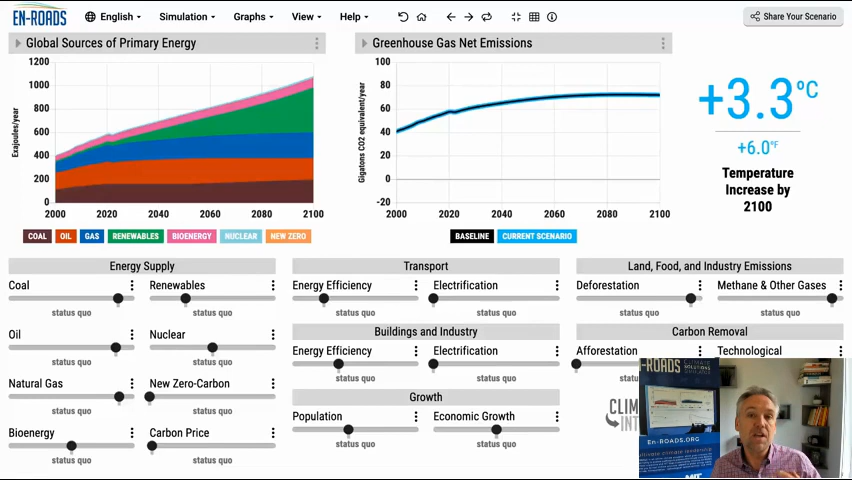 EN-ROADS
English
Simulation
Graphs
View
Help
Share Your Scenario
Global Sources of Primary Energy
Exajoules/year
1200
1000
800
600
400
200
0
2000 2020 2040 2060 2080 2100
COAL OIL GAS RENEWABLES BIOENERGY NUCLEAR NEW ZERO
Greenhouse Gas Net Emissions
Gigatons CO2 equivalent/year
100
80
60
40
20
0
-20
2000 2020 2040 2060 2080 2100
BASELINE CURRENT SCENARIO
+3.3°C
+6.0°F
Temperature
Increase by
2100
Energy Supply
Coal
status quo
Renewables
status quo
Oil
status quo
Nuclear
status quo
Natural Gas
status quo
New Zero-Carbon
status quo
Bioenergy
status quo
Carbon Price
status quo
Transport
Energy Efficiency
status quo
Electrification
status quo
Buildings and Industry
Energy Efficiency
status quo
Electrification
status quo
Growth
Population
status quo
Economic Growth
status quo
Land, Food, and Industry Emissions
Deforestation
status quo
Methane & Other Gases
status quo
Carbon Removal
Afforestation
Technological
CLIM
INT
N-ROADS
CLIMATE
En-ROADS.ORG